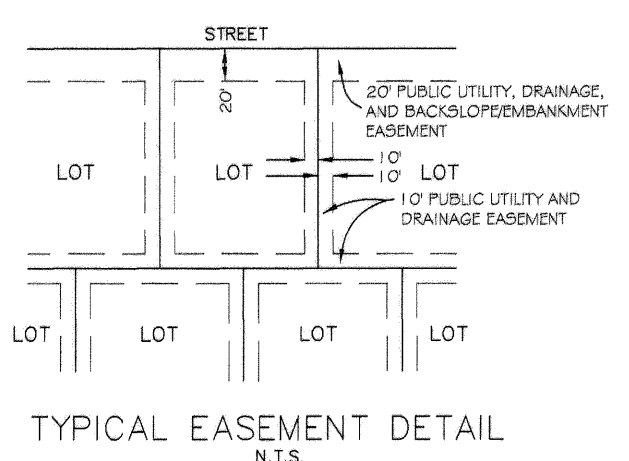 STREET
20'
20' PUBLIC UTILITY, DRAINAGE,
AND BACKSLOPE/EMBANKMENT
EASEMENT
LOT
LOT
10'
10'
LOT
10' PUBLIC UTILITY AND
DRAINAGE EASEMENT
LOT
LOT
LOT
LOT
TYPICAL EASEMENT DETAIL
N.T.S.